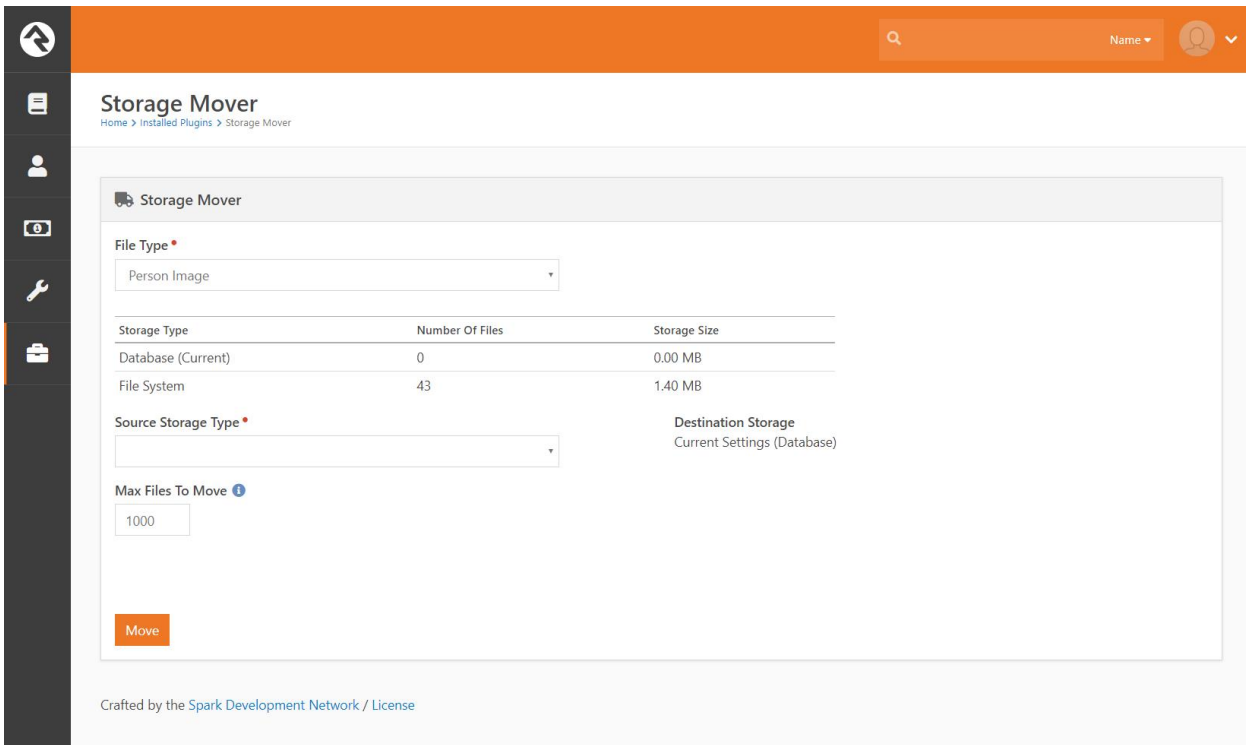 Name
Storage Mover
Home > Installed Plugins > Storage Mover
Storage Mover
File Type
Person Image
Storage Type Number Of Files Storage Size
Database (Current) 0 0.00 MB
File System 43 1.40 MB
Source Storage Type Destination Storage
Current Settings (Database)
Max Files To Move
1000
Move
Crafted by the Spark Development Network / License